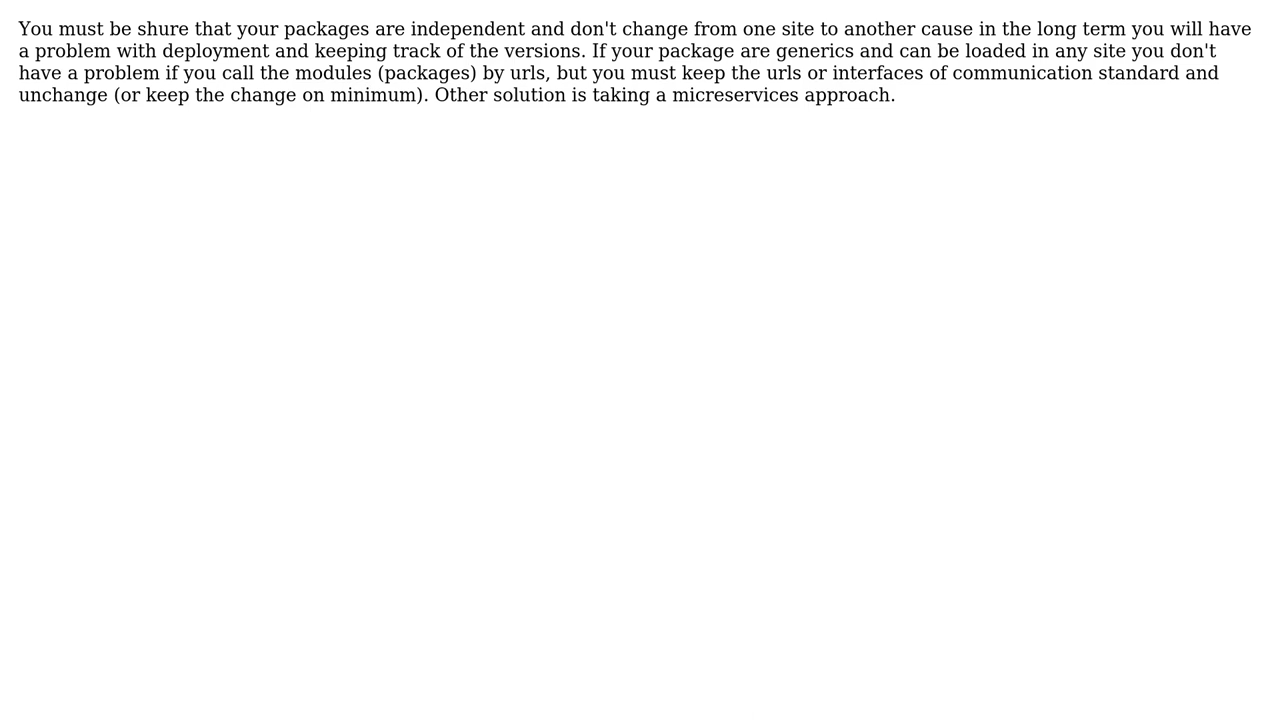 You must be shure that your packages are independent and don't change from one site to another cause in the long term you will have
a problem with deployment and keeping track of the versions. If your package are generics and can be loaded in any site you don't
have a problem if you call the modules (packages) by urls, but you must keep the urls or interfaces of communication standard and
unchange (or keep the change on minimum). Other solution is taking a micreservices approach.